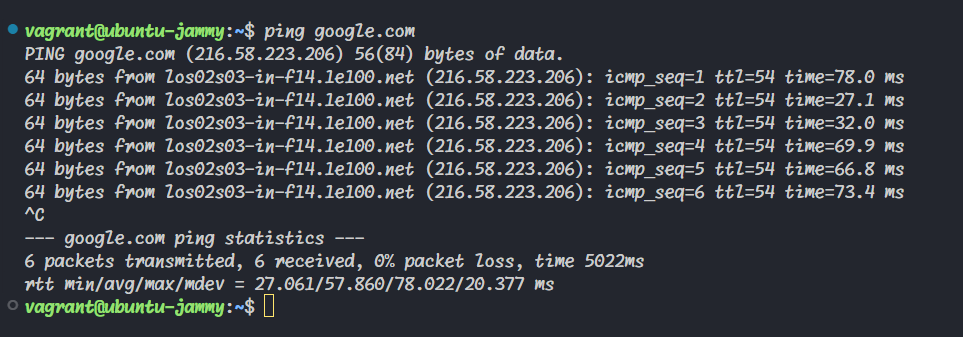 vagrant@ubuntu-jammy:~$ ping google.com
PING google.com (216.58.223.206) 56(84) bytes of data.
64 bytes from los02s03-in-f14.1e100.net (216.58.223.206): icmp_seq=1 ttl=54 time=78.0 ms
64 bytes from los02s03-in-f14.1e100.net (216.58.223.206): icmp_seq=2 ttl=54 time=27.1 ms
64 bytes from los02s03-in-f14.1e100.net (216.58.223.206): icmp_seq=3 ttl=54 time=32.0 ms
64 bytes from los02s03-in-f14.1e100.net (216.58.223.206): icmp_seq=4 ttl=54 time=69.9 ms
64 bytes from los02s03-in-f14.1e100.net (216.58.223.206): icmp_seq=5 ttl=54 time=66.8 ms
64 bytes from los02s03-in-f14.1e100.net (216.58.223.206): icmp_seq=6 ttl=54 time=73.4 ms
^C
--- google.com ping statistics ---
6 packets transmitted, 6 received, 0% packet loss, time 5022ms
rtt min/avg/max/mdev = 27.061/57.860/78.022/20.377 ms
vagrant@ubuntu-jammy:~$